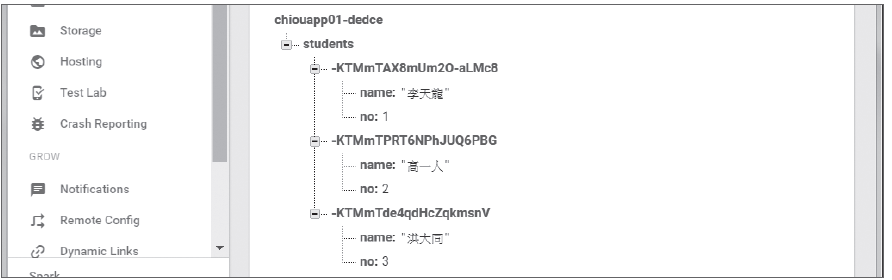 Storage
Hosting
Test Lab
Crash Reporting
GROW
Notifications
Remote Config
Dynamic Links
Spark
chiouapp01-dedce
students
-KTMmTAX8mUm2O-aLMc8
name: "李天龍"
no: 1
-KTMmTPRT6NPhJUQ6PBG
name: "高一人"
no: 2
-KTMmTde4qdHcZqkmsnV
name: "洪大同"
no: 3